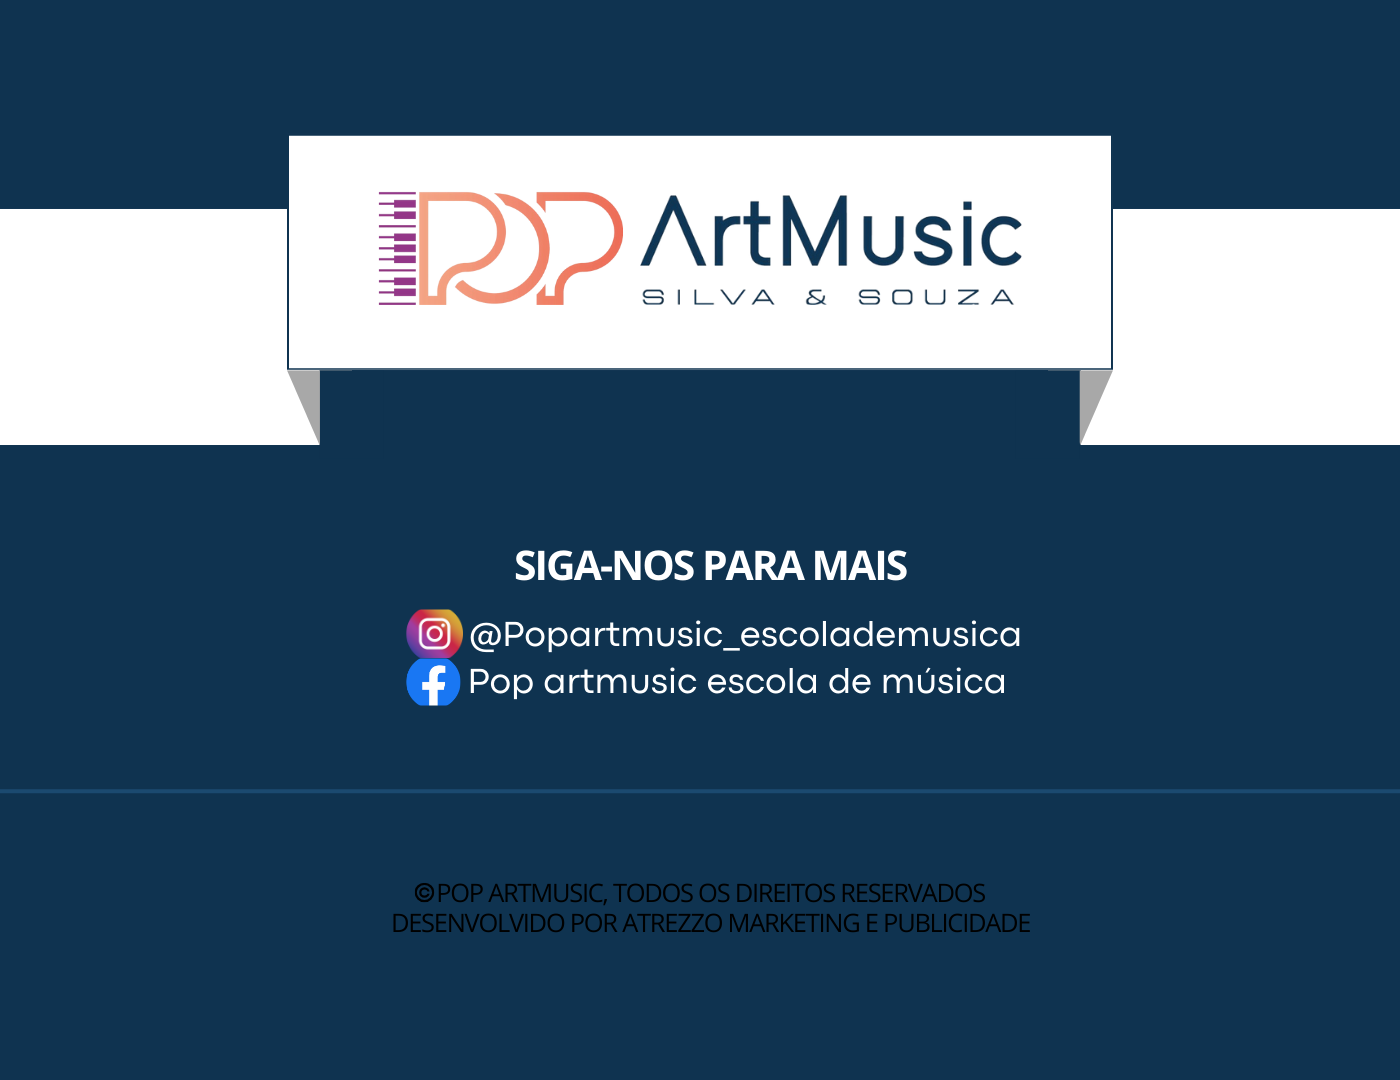 POP ArtMusic
SILVA & SOUZA
SIGA-NOS PARA MAIS
@Popartmusic_escolademusica
Pop artmusic escola de música
©POP ARTMUSIC, TODOS OS DIREITOS RESERVADOS
DESENVOLVIDO POR ATREZZO MARKETING E PUBLICIDADE